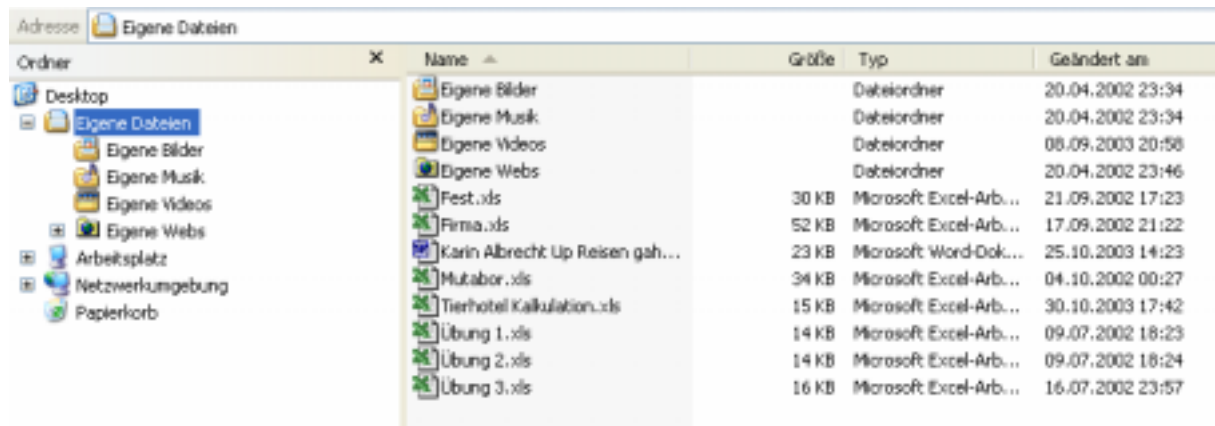 Adresse Eigene Dateien
Ordner
Desktop
Eigene Dateien
Eigene Bilder
Eigene Musik
Eigene Videos
Eigene Webs
Arbeitsplatz
Netzwerkumgebung
Papierkorb
Name Größe Typ Geändert am
Eigene Bilder Dateiordner 20.04.2002 23:34
Eigene Musik Dateiordner 20.04.2002 23:34
Eigene Videos Dateiordner 08.09.2003 20:58
Eigene Webs Dateiordner 20.04.2002 23:46
Fest.xls 30 KB Microsoft Excel-Arb... 21.09.2002 17:23
Firma.xls 52 KB Microsoft Excel-Arb... 17.09.2002 21:22
Karin Albrecht Up Reisen gah... 23 KB Microsoft Word-Dok... 25.10.2003 14:23
Mutabor.xls 34 KB Microsoft Excel-Arb... 04.10.2002 00:27
Tierhotel Kalkulation.xls 15 KB Microsoft Excel-Arb... 30.10.2003 17:42
Übung 1.xls 14 KB Microsoft Excel-Arb... 09.07.2002 18:23
Übung 2.xls 14 KB Microsoft Excel-Arb... 09.07.2002 18:24
Übung 3.xls 16 KB Microsoft Excel-Arb... 16.07.2002 23:57